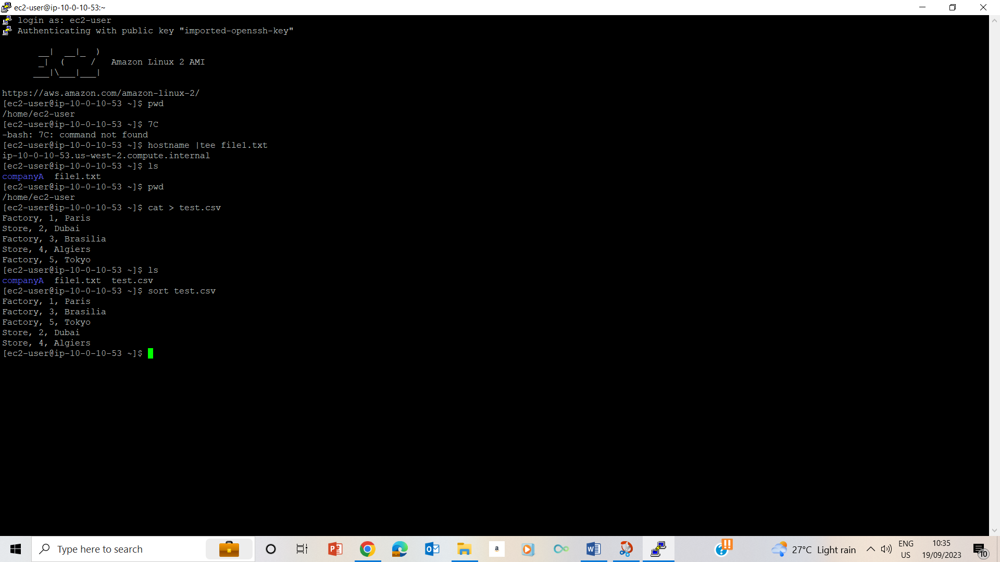 ec2-user@ip-10-0-10-53:~
login as: ec2-user
Authenticating with public key "imported-openssh-key"
       __|  __|_  )
       _|  (     /   Amazon Linux 2 AMI
      ___|\___|___|
https://aws.amazon.com/amazon-linux-2/
[ec2-user@ip-10-0-10-53 ~]$ pwd
/home/ec2-user
[ec2-user@ip-10-0-10-53 ~]$ 7C
-bash: 7C: command not found
[ec2-user@ip-10-0-10-53 ~]$ hostname |tee file1.txt
ip-10-0-10-53.us-west-2.compute.internal
[ec2-user@ip-10-0-10-53 ~]$ ls
companyA  file1.txt
[ec2-user@ip-10-0-10-53 ~]$ pwd
/home/ec2-user
[ec2-user@ip-10-0-10-53 ~]$ cat > test.csv
Factory, 1, Paris
Store, 2, Dubai
Factory, 3, Brasilia
Store, 4, Algiers
Factory, 5, Tokyo
[ec2-user@ip-10-0-10-53 ~]$ ls
companyA  file1.txt  test.csv
[ec2-user@ip-10-0-10-53 ~]$ sort test.csv
Factory, 1, Paris
Factory, 3, Brasilia
Factory, 5, Tokyo
Store, 2, Dubai
Store, 4, Algiers
[ec2-user@ip-10-0-10-53 ~]$
Type here to search
a
27°C Light rain
ENG
US
10:35
19/09/2023
10